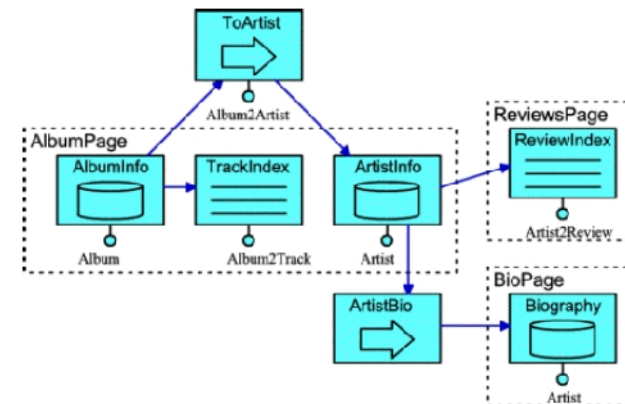 ToArtist
Album2Artist
AlbumPage
AlbumInfo
TrackIndex
ArtistInfo
Album
Album2Track
Artist
ReviewsPage
ReviewIndex
Artist2Review
ArtistBio
BioPage
Biography
Artist